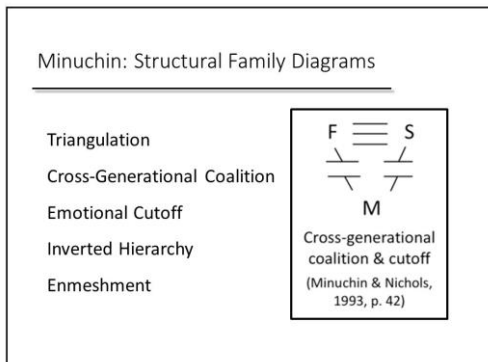 Minuchin: Structural Family Diagrams
Triangulation
Cross-Generational Coalition
Emotional Cutoff
Inverted Hierarchy
Enmeshment
F S
M
Cross-generational
coalition & cutoff
(Minuchin & Nichols,
1993, p. 42)